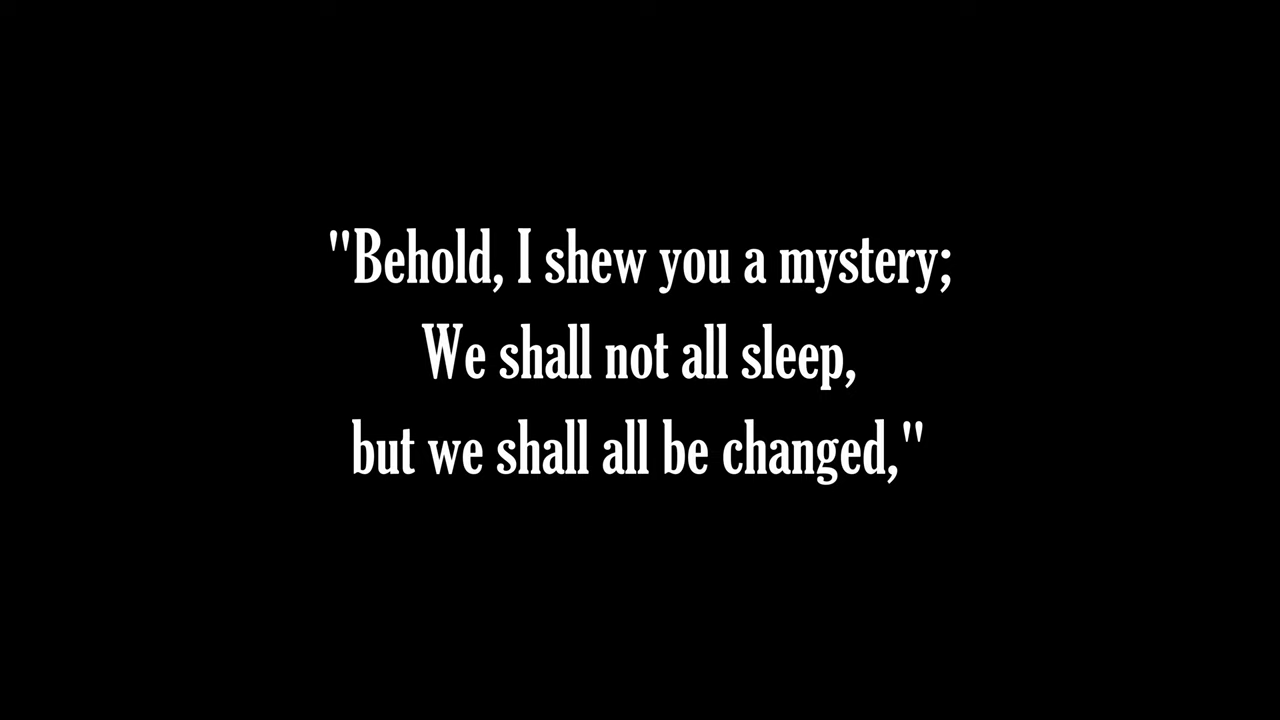 "Behold, I shew you a mystery;
We shall not all sleep,
but we shall all be changed,"